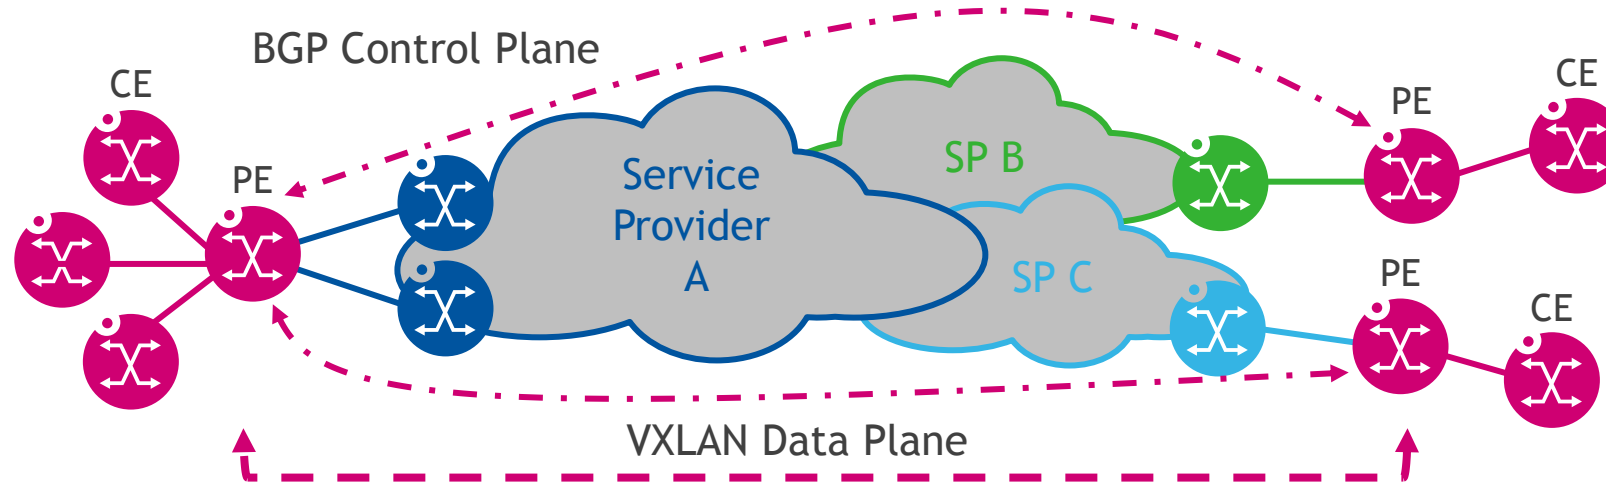 BGP Control Plane
CE
PE
Service
Provider
A
SP B
SP C
PE
CE
PE
CE
VXLAN Data Plane